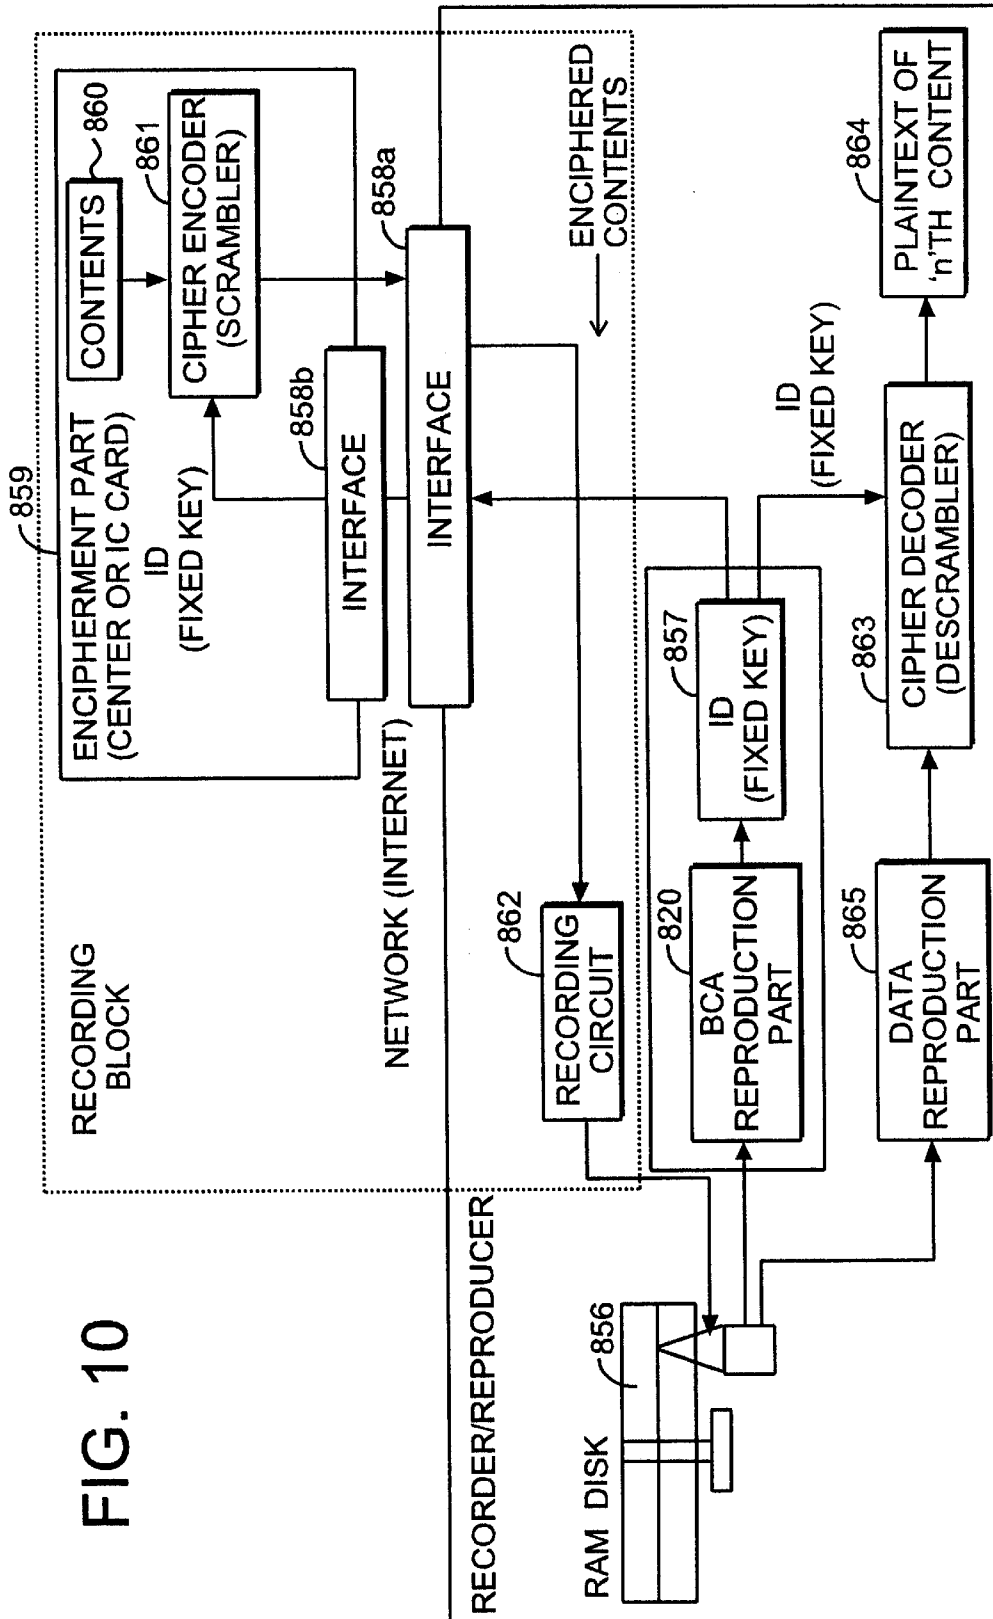 FIG. 10
RECORDING
BLOCK
859
ENCIPHERMENT PART
(CENTER OR IC CARD)
ID
(FIXED KEY)
CONTENTS
860
861
CIPHER ENCODER
(SCRAMBLER)
858b
INTERFACE
858a
INTERFACE
NETWORK (INTERNET)
ENCIPHERED
CONTENTS
862
RECORDING
CIRCUIT
RECORDER/REPRODUCER
RAM DISK
856
820
BCA
REPRODUCTION
PART
857
ID
(FIXED KEY)
ID
(FIXED KEY)
865
DATA
REPRODUCTION
PART
863
CIPHER DECODER
(DESCRAMBLER)
864
PLAINTEXT OF
'n'TH CONTENT